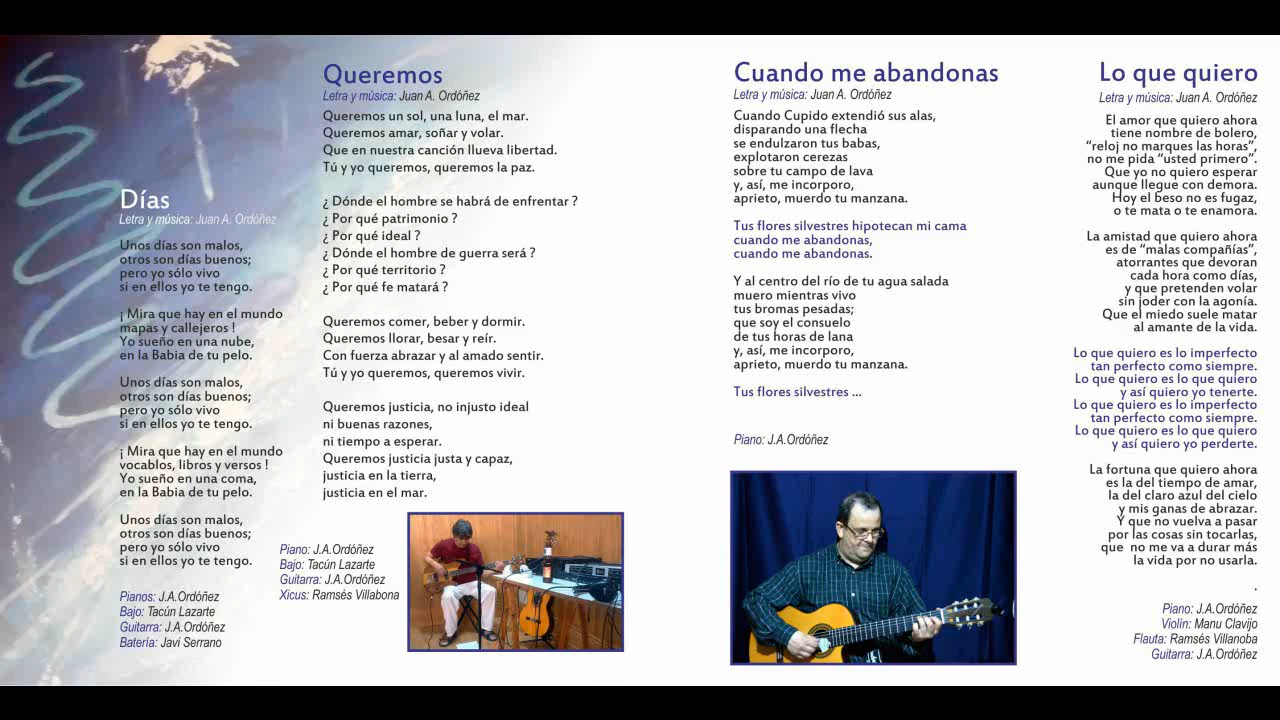 Días
Letra y música: Juan A. Ordóñez
Unos días son malos,
otros son días buenos;
pero yo sólo vivo
si en ellos yo te tengo.
¡ Mira que hay en el mundo
mapas y callejeros !
Yo sueño en una nube,
en la Babia de tu pelo.
Unos días son malos,
otros son días buenos;
pero yo sólo vivo
si en ellos yo te tengo.
¡ Mira que hay en el mundo
vocablos, libros y versos !
Yo sueño en una coma,
en la Babia de tu pelo.
Unos días son malos,
otros son días buenos;
pero yo sólo vivo
si en ellos yo te tengo.
Pianos: J.A.Ordóñez
Bajo: Tacún Lazarte
Guitarra: J.A.Ordóñez
Batería: Javi Serrano
Queremos
Letra y música: Juan A. Ordóñez
Queremos un sol, una luna, el mar.
Queremos amar, soñar y volar.
Que en nuestra canción llueva libertad.
Tú y yo queremos, queremos la paz.
¿ Dónde el hombre se habrá de enfrentar ?
¿ Por qué patrimonio ?
¿ Por qué ideal ?
¿ Dónde el hombre de guerra será ?
¿ Por qué territorio ?
¿ Por qué fe matará ?
Queremos comer, beber y dormir.
Queremos llorar, besar y reír.
Con fuerza abrazar y al amado sentir.
Tú y yo queremos, queremos vivir.
Queremos justicia, no injusto ideal
ni buenas razones,
ni tiempo a esperar.
Queremos justicia justa y capaz,
justicia en la tierra,
justicia en el mar.
Piano: J.A.Ordóñez
Bajo: Tacún Lazarte
Guitarra: J.A.Ordóñez
Xicus: Ramsés Villabona
Cuando me abandonas
Letra y música: Juan A. Ordóñez
Cuando Cupido extendió sus alas,
disparando una flecha
se endulzaron tus babas,
explotaron cerezas
sobre tu campo de lava
y, así, me incorporo,
aprieto, muerdo tu manzana.
Tus flores silvestres hipotecan mi cama
cuando me abandonas,
cuando me abandonas.
Y al centro del río de tu agua salada
muero mientras vivo
tus bromas pesadas;
que soy el consuelo
de tus horas de lana
y, así, me incorporo,
aprieto, muerdo tu manzana.
Tus flores silvestres ...
Piano: J.A.Ordóñez
Lo que quiero
Letra y música: Juan A. Ordóñez
El amor que quiero ahora
tiene nombre de bolero,
“reloj no marques las horas”,
no me pida “usted primero”.
Que yo no quiero esperar
aunque llegue con demora.
Hoy el beso no es fugaz,
o te mata o te enamora.
La amistad que quiero ahora
es de “malas compañías”,
atorrantes que devoran
cada hora como días,
y que pretenden volar
sin joder con la agonía.
Que el miedo suele matar
al amante de la vida.
Lo que quiero es lo imperfecto
tan perfecto como siempre.
Lo que quiero es lo que quiero
y así quiero yo tenerte.
Lo que quiero es lo imperfecto
tan perfecto como siempre.
Lo que quiero es lo que quiero
y así quiero yo perderte.
La fortuna que quiero ahora
es la del tiempo de amar,
la del claro azul del cielo
y mis ganas de abrazar.
Y que no vuelva a pasar
por las cosas sin tocarlas,
que no me va a durar más
la vida por no usarla.
.
Piano: J.A.Ordóñez
Violín: Manu Clavijo
Flauta: Ramsés Villanoba
Guitarra: J.A.Ordóñez